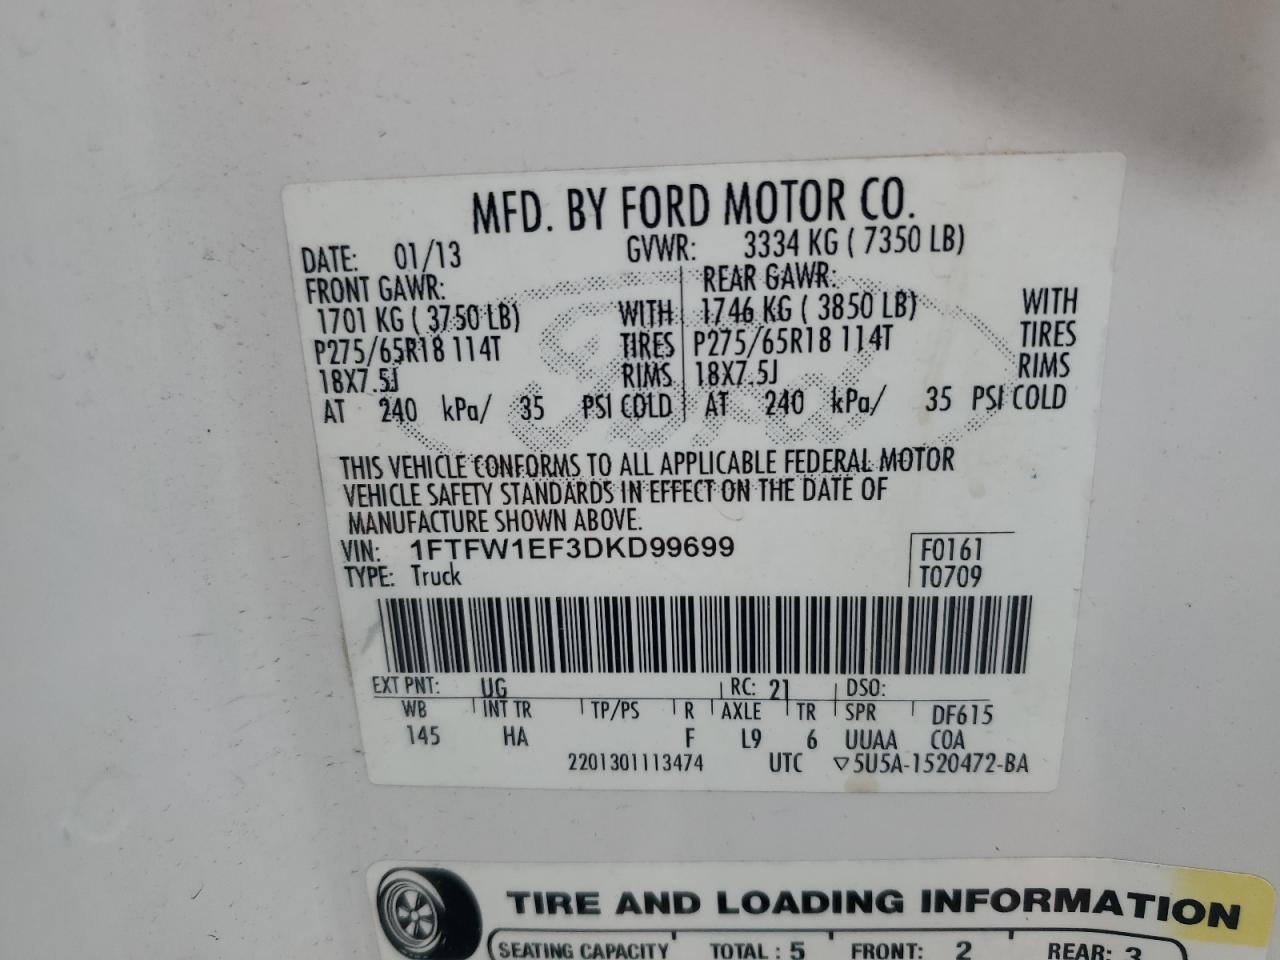 MFD. BY FORD MOTOR CO.
DATE: 01/13 GVWR: 3334 KG ( 7350 LB)
FRONT GAWR: REAR GAWR:
1701 KG ( 3750 LB) WITH 1746 KG ( 3850 LB) WITH
P275/65R18 114T TIRES P275/65R18 114T TIRES
18X7.5J RIMS 18X7.5J RIMS
AT 240 kPa/ 35 PSI COLD AT 240 kPa/ 35 PSI COLD
Ford
THIS VEHICLE CONFORMS TO ALL APPLICABLE FEDERAL MOTOR
VEHICLE SAFETY STANDARDS IN EFFECT ON THE DATE OF
MANUFACTURE SHOWN ABOVE.
VIN: 1FTFW1EF3DKD99699 F0161
TYPE: Truck T0709
EXT PNT: UG RC: 21 DSO:
WB INT TR TP/PS R AXLE TR SPR DF615
145 HA F L9 6 UUAA COA
2201301113474 UTC ▽5U5A-1520472-BA
TIRE AND LOADING INFORMATION
SEATING CAPACITY TOTAL : 5 FRONT: 2 REAR: 3